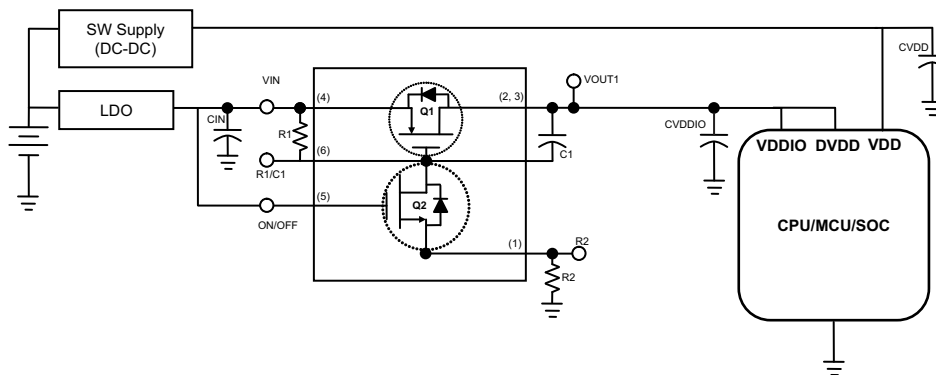 SW Supply
(DC-DC)
CVDD
VIN
VOUT1
LDO
(4)
(2, 3)
Q1
CIN
R1
CVDDIO
C1
VDDIO DVDD VDD
(6)
R1/C1
(5)
Q2
ON/OFF
CPU/MCU/SOC
(1)
R2
R2